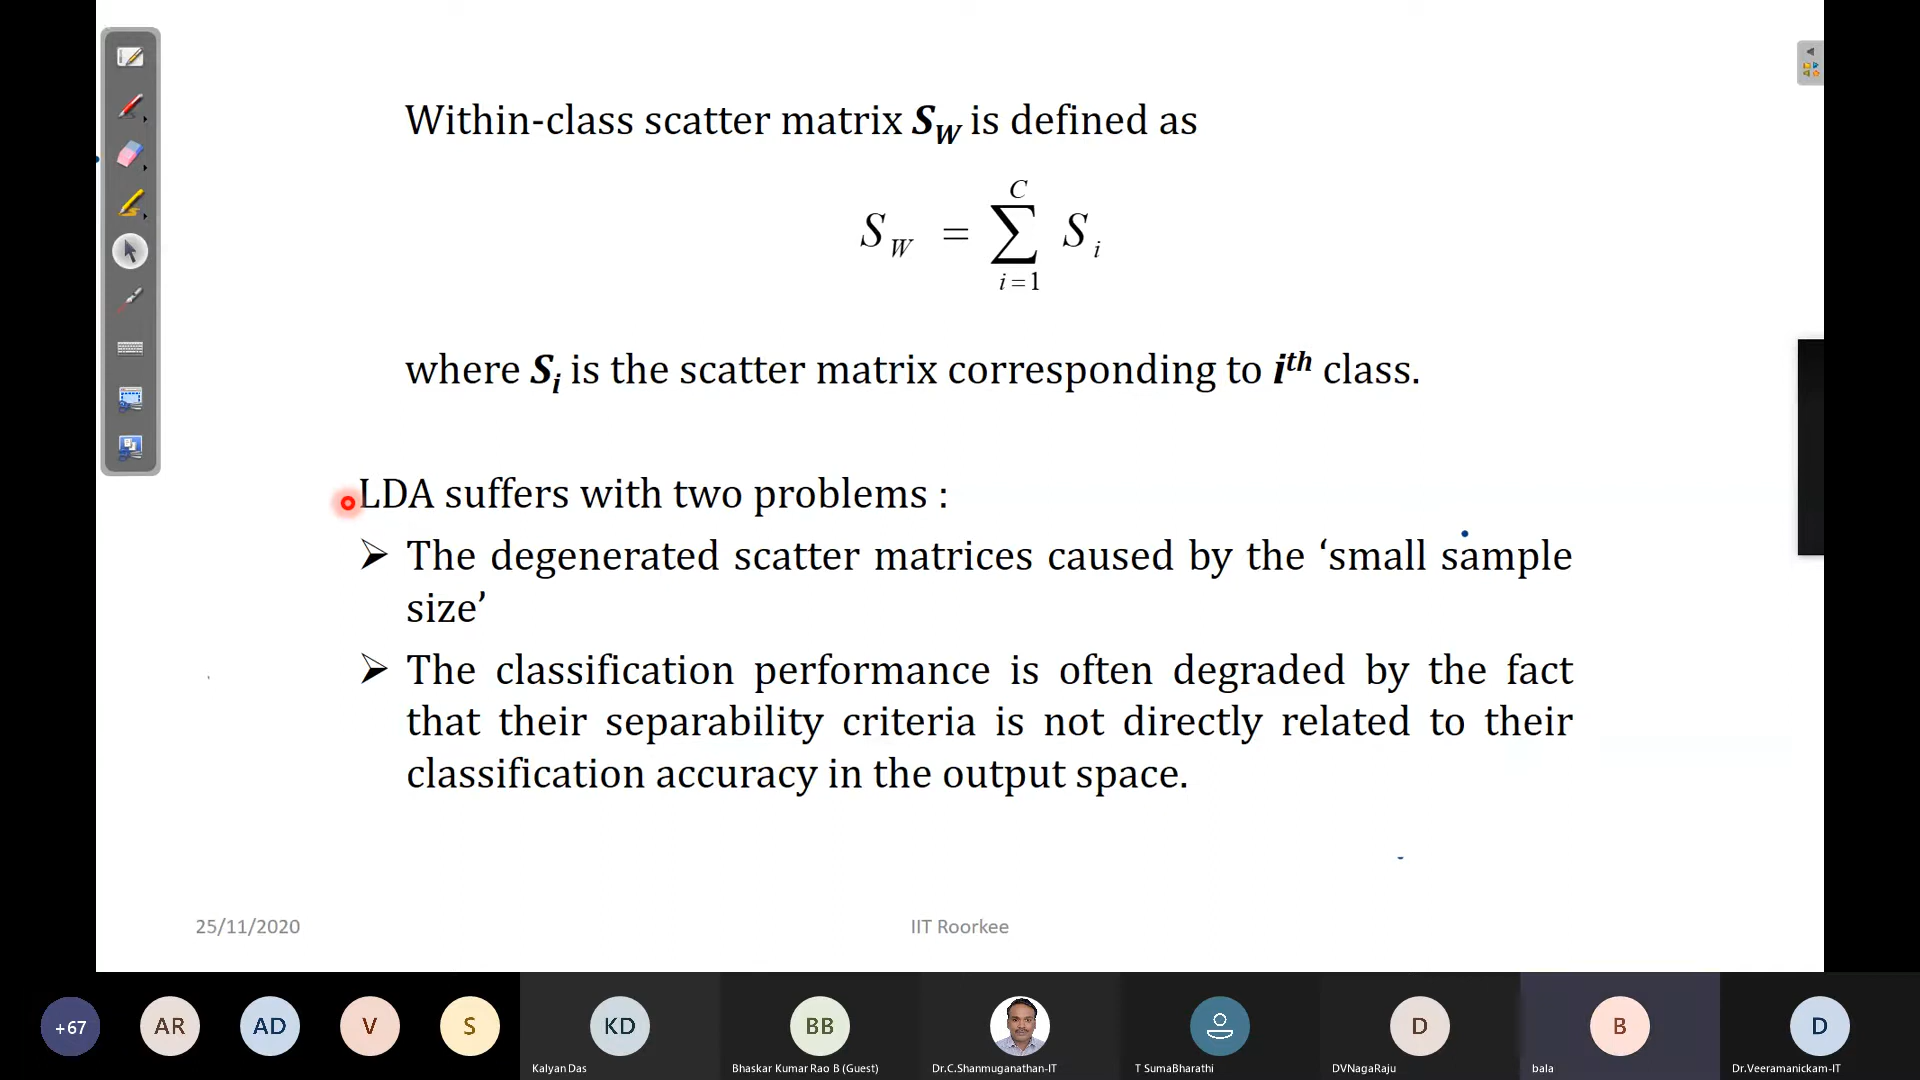 Within-class scatter matrix S_W is defined as
S_W = \sum_{i=1}^{C} S_i
where S_i is the scatter matrix corresponding to i^{th} class.
LDA suffers with two problems :
➢ The degenerated scatter matrices caused by the ‘small sample
size’
➢ The classification performance is often degraded by the fact
that their separability criteria is not directly related to their
classification accuracy in the output space.
25/11/2020
IIT Roorkee
+67
AR
AD
V
S
KD
BB
D
B
D
Kalyan Das
Bhaskar Kumar Rao B (Guest)
Dr.C.Shanmuganathan-IT
T SumaBharathi
DVNagaRaju
bala
Dr.Veeramanickam-IT